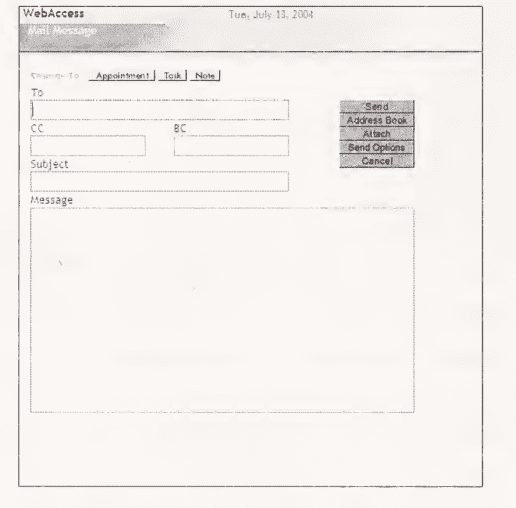 WebAccess Tue, July 13, 2004
Mail Message
Change To Appointment Task Note
To
Send
Address Book
CC BC
Attach
Send Options
Subject
Cancel
Message